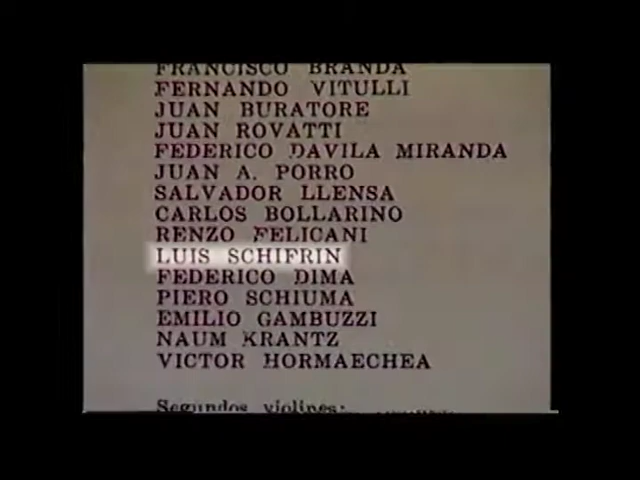 FRANCISCO BRANDA
FERNANDO VITULLI
JUAN BURATORE
JUAN ROVATTI
FEDERICO DAVILA MIRANDA
JUAN A. PORRO
SALVADOR LLENSA
CARLOS BOLLARINO
RENZO FELICANI
LUIS SCHIFRIN
FEDERICO DIMA
PIERO SCHIUMA
EMILIO GAMBUZZI
NAUM KRANTZ
VICTOR HORMAECHEA
Segundos violines: